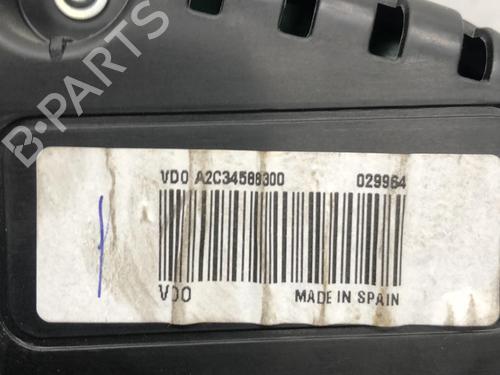 B-PARTS
VDO A2C34588300 029964
VDO MADE IN SPAIN